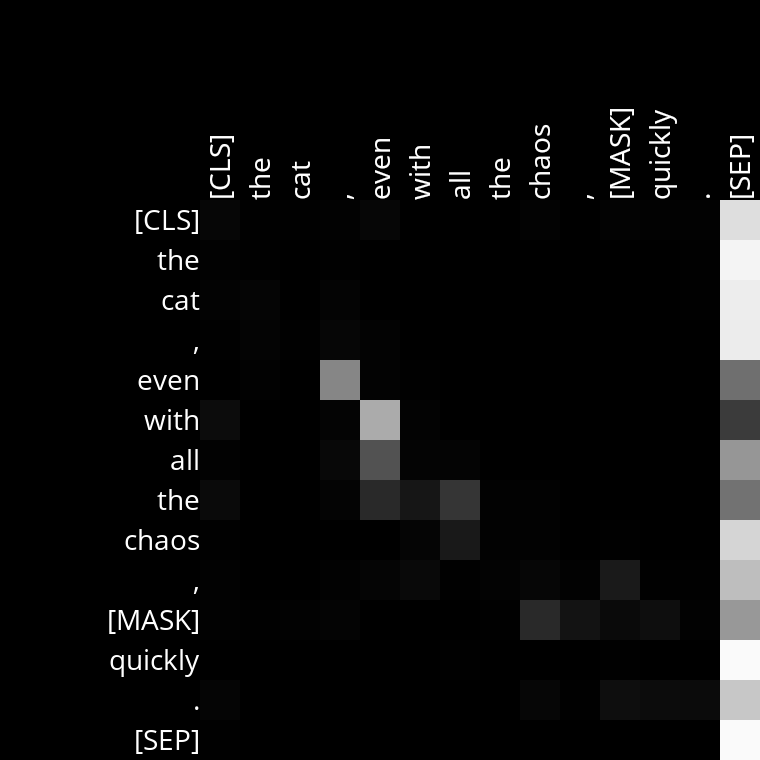 [CLS] the cat , even with all the chaos , [MASK] quickly . [SEP]
[CLS]
the
cat
,
even
with
all
the
chaos
,
[MASK]
quickly
.
[SEP]